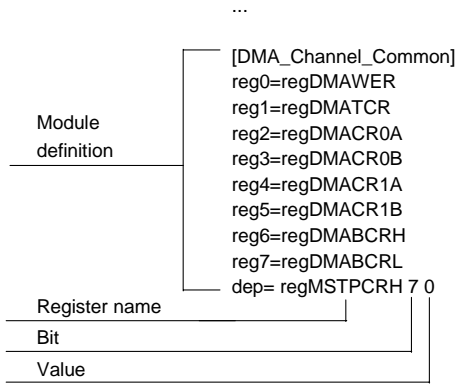 ...
[DMA_Channel_Common]
reg0=regDMAWER
reg1=regDMATCR
reg2=regDMACR0A
reg3=regDMACR0B
reg4=regDMACR1A
reg5=regDMACR1B
reg6=regDMABCRH
reg7=regDMABCRL
dep= regMSTPCRH 7 0
Module
definition
Register name
Bit
Value